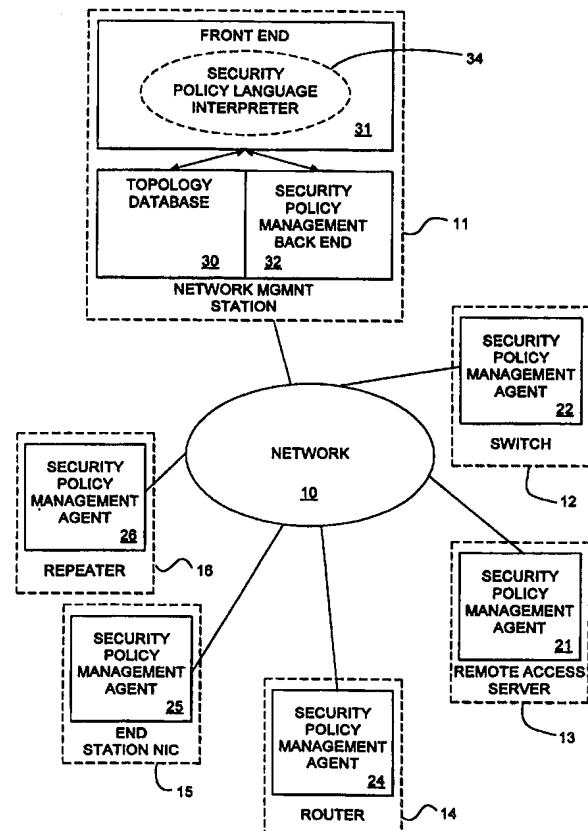 FRONT END
34
SECURITY
POLICY LANGUAGE
INTERPRETER
31
TOPOLOGY
DATABASE
30
SECURITY
POLICY
MANAGEMENT
BACK END
32
11
NETWORK MGMNT
STATION
SECURITY
POLICY
MANAGEMENT
AGENT
22
SWITCH
12
NETWORK
10
SECURITY
POLICY
MANAGEMENT
AGENT
26
REPEATER
16
SECURITY
POLICY
MANAGEMENT
AGENT
21
REMOTE ACCESS
SERVER
13
SECURITY
POLICY
MANAGEMENT
AGENT
25
END
STATION NIC
15
SECURITY
POLICY
MANAGEMENT
AGENT
24
ROUTER
14